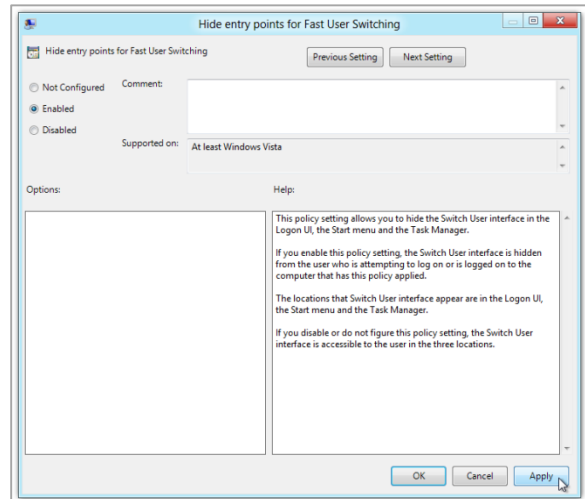 Hide entry points for Fast User Switching
Hide entry points for Fast User Switching
Previous Setting
Next Setting
Not Configured
Comment:
Enabled
Disabled
Supported on:
At least Windows Vista
Options:
Help:
This policy setting allows you to hide the Switch User interface in the
Logon UI, the Start menu and the Task Manager.
If you enable this policy setting, the Switch User interface is hidden
from the user who is attempting to log on or is logged on to the
computer that has this policy applied.
The locations that Switch User interface appear are in the Logon UI,
the Start menu and the Task Manager.
If you disable or do not figure this policy setting, the Switch User
interface is accessible to the user in the three locations.
OK
Cancel
Apply